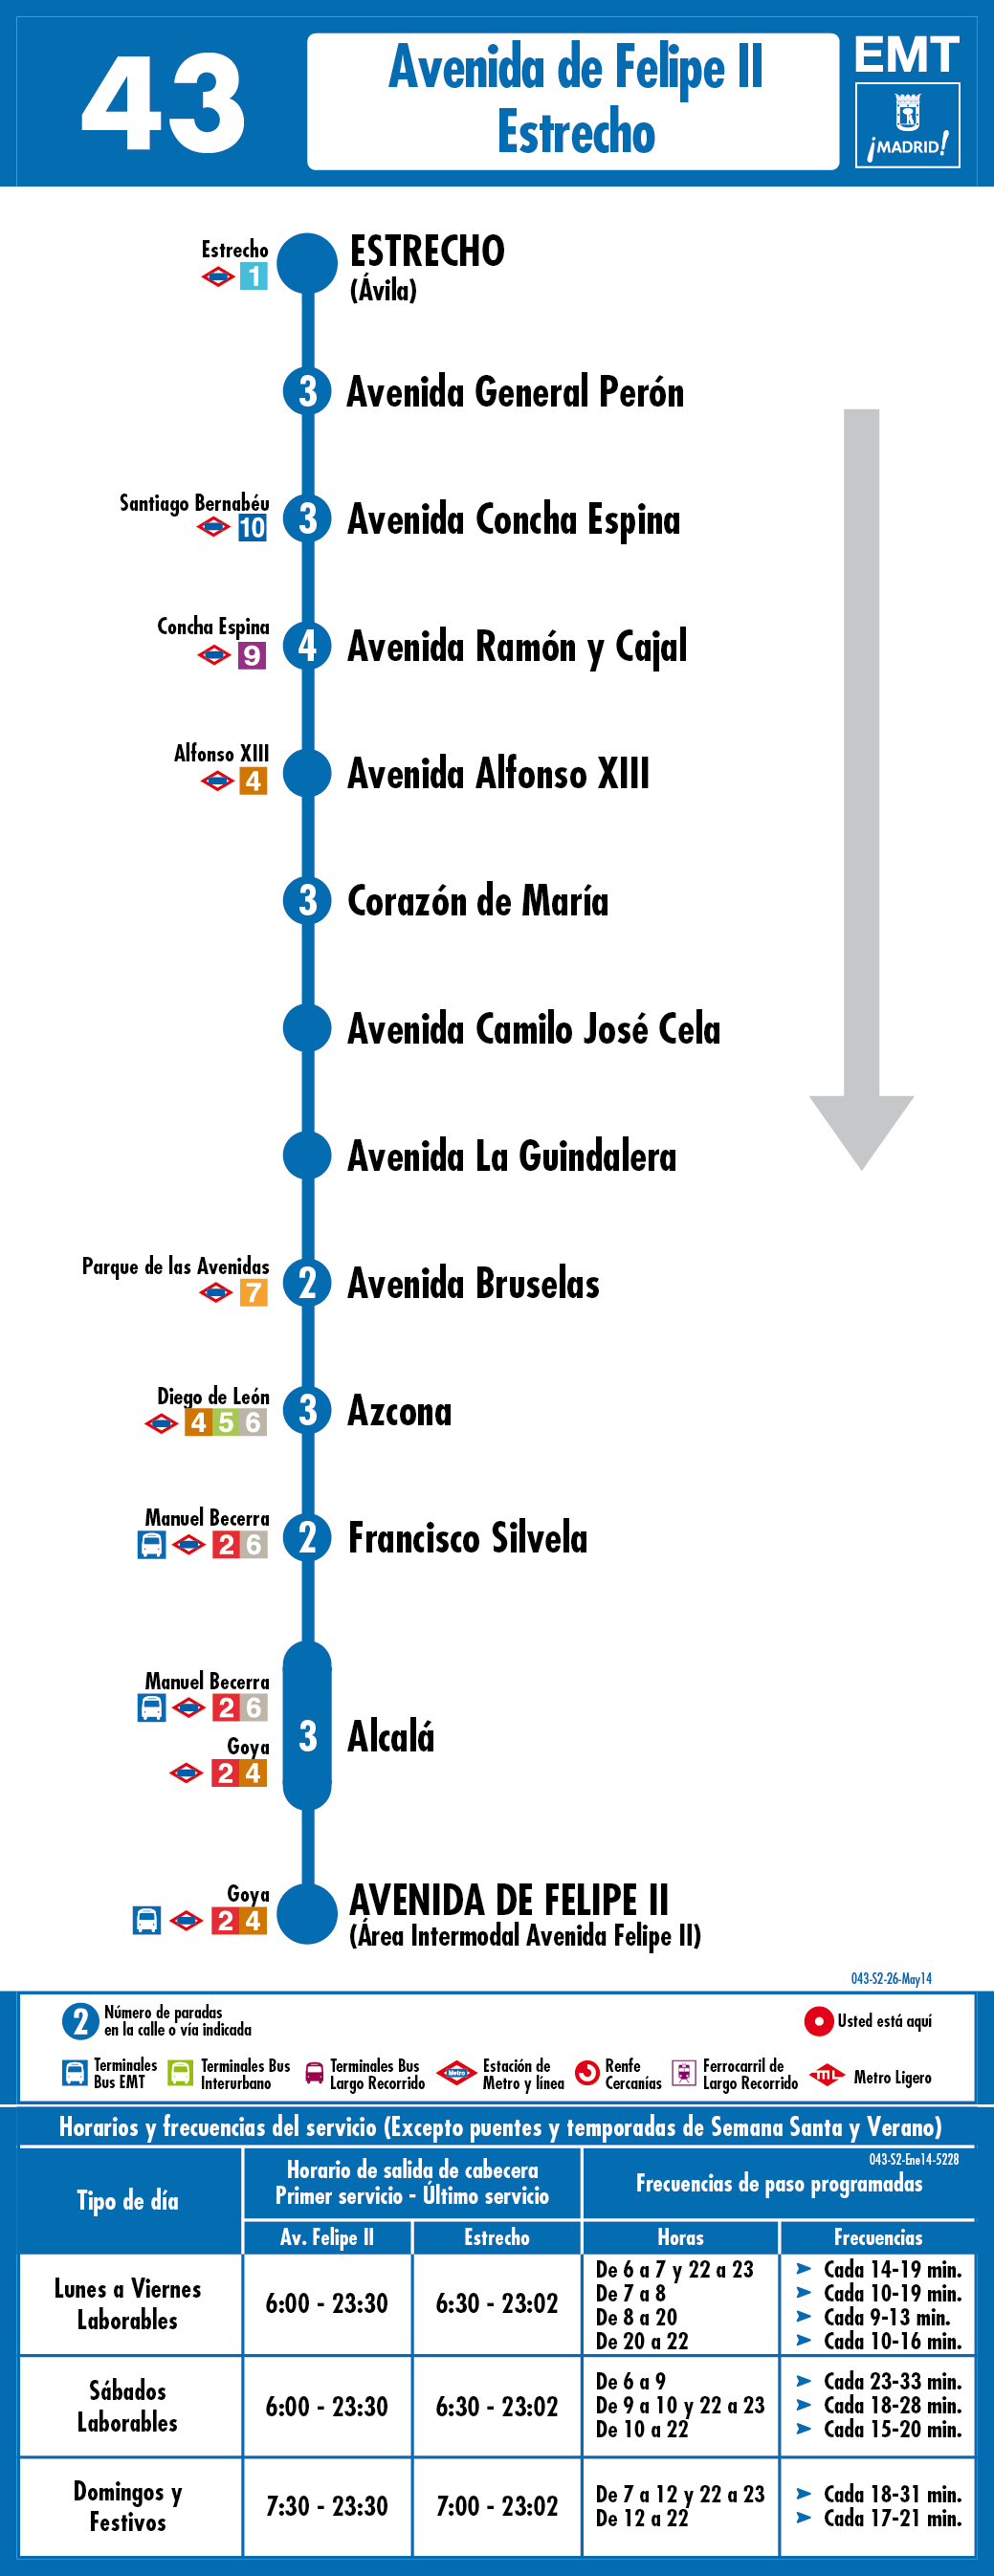 43
Avenida de Felipe II
Estrecho
EMT
¡MADRID!
Estrecho
1
ESTRECHO
(Ávila)
3
Avenida General Perón
Santiago Bernabéu
10
3
Avenida Concha Espina
Concha Espina
9
4
Avenida Ramón y Cajal
Alfonso XIII
4
Avenida Alfonso XIII
3
Corazón de María
Avenida Camilo José Cela
Avenida La Guindalera
Parque de las Avenidas
7
2
Avenida Bruselas
Diego de León
4 5 6
3
Azcona
Manuel Becerra
2 6
2
Francisco Silvela
Manuel Becerra
2 6
Goya
2 4
3
Alcalá
Goya
2 4
AVENIDA DE FELIPE II
(Área Intermodal Avenida Felipe II)
043-S2-26-May14
2
Número de paradas
en la calle o vía indicada
Usted está aquí
Terminales
Bus EMT
Terminales Bus
Interurbano
Terminales Bus
Largo Recorrido
Metro
Estación de
Metro y línea
Renfe
Cercanías
Ferrocarril de
Largo Recorrido
ML
Metro Ligero
Horarios y frecuencias del servicio (Excepto puentes y temporadas de Semana Santa y Verano)
043-S2-Ene14-5228
Tipo de día
Horario de salida de cabecera
Primer servicio - Último servicio
Frecuencias de paso programadas
Av. Felipe II
Estrecho
Horas
Frecuencias
Lunes a Viernes
Laborables
6:00 - 23:30
6:30 - 23:02
De 6 a 7 y 22 a 23 ➤ Cada 14-19 min.
De 7 a 8 ➤ Cada 10-19 min.
De 8 a 20 ➤ Cada 9-13 min.
De 20 a 22 ➤ Cada 10-16 min.
Sábados
Laborables
6:00 - 23:30
6:30 - 23:02
De 6 a 9 ➤ Cada 23-33 min.
De 9 a 10 y 22 a 23 ➤ Cada 18-28 min.
De 10 a 22 ➤ Cada 15-20 min.
Domingos y
Festivos
7:30 - 23:30
7:00 - 23:02
De 7 a 12 y 22 a 23 ➤ Cada 18-31 min.
De 12 a 22 ➤ Cada 17-21 min.